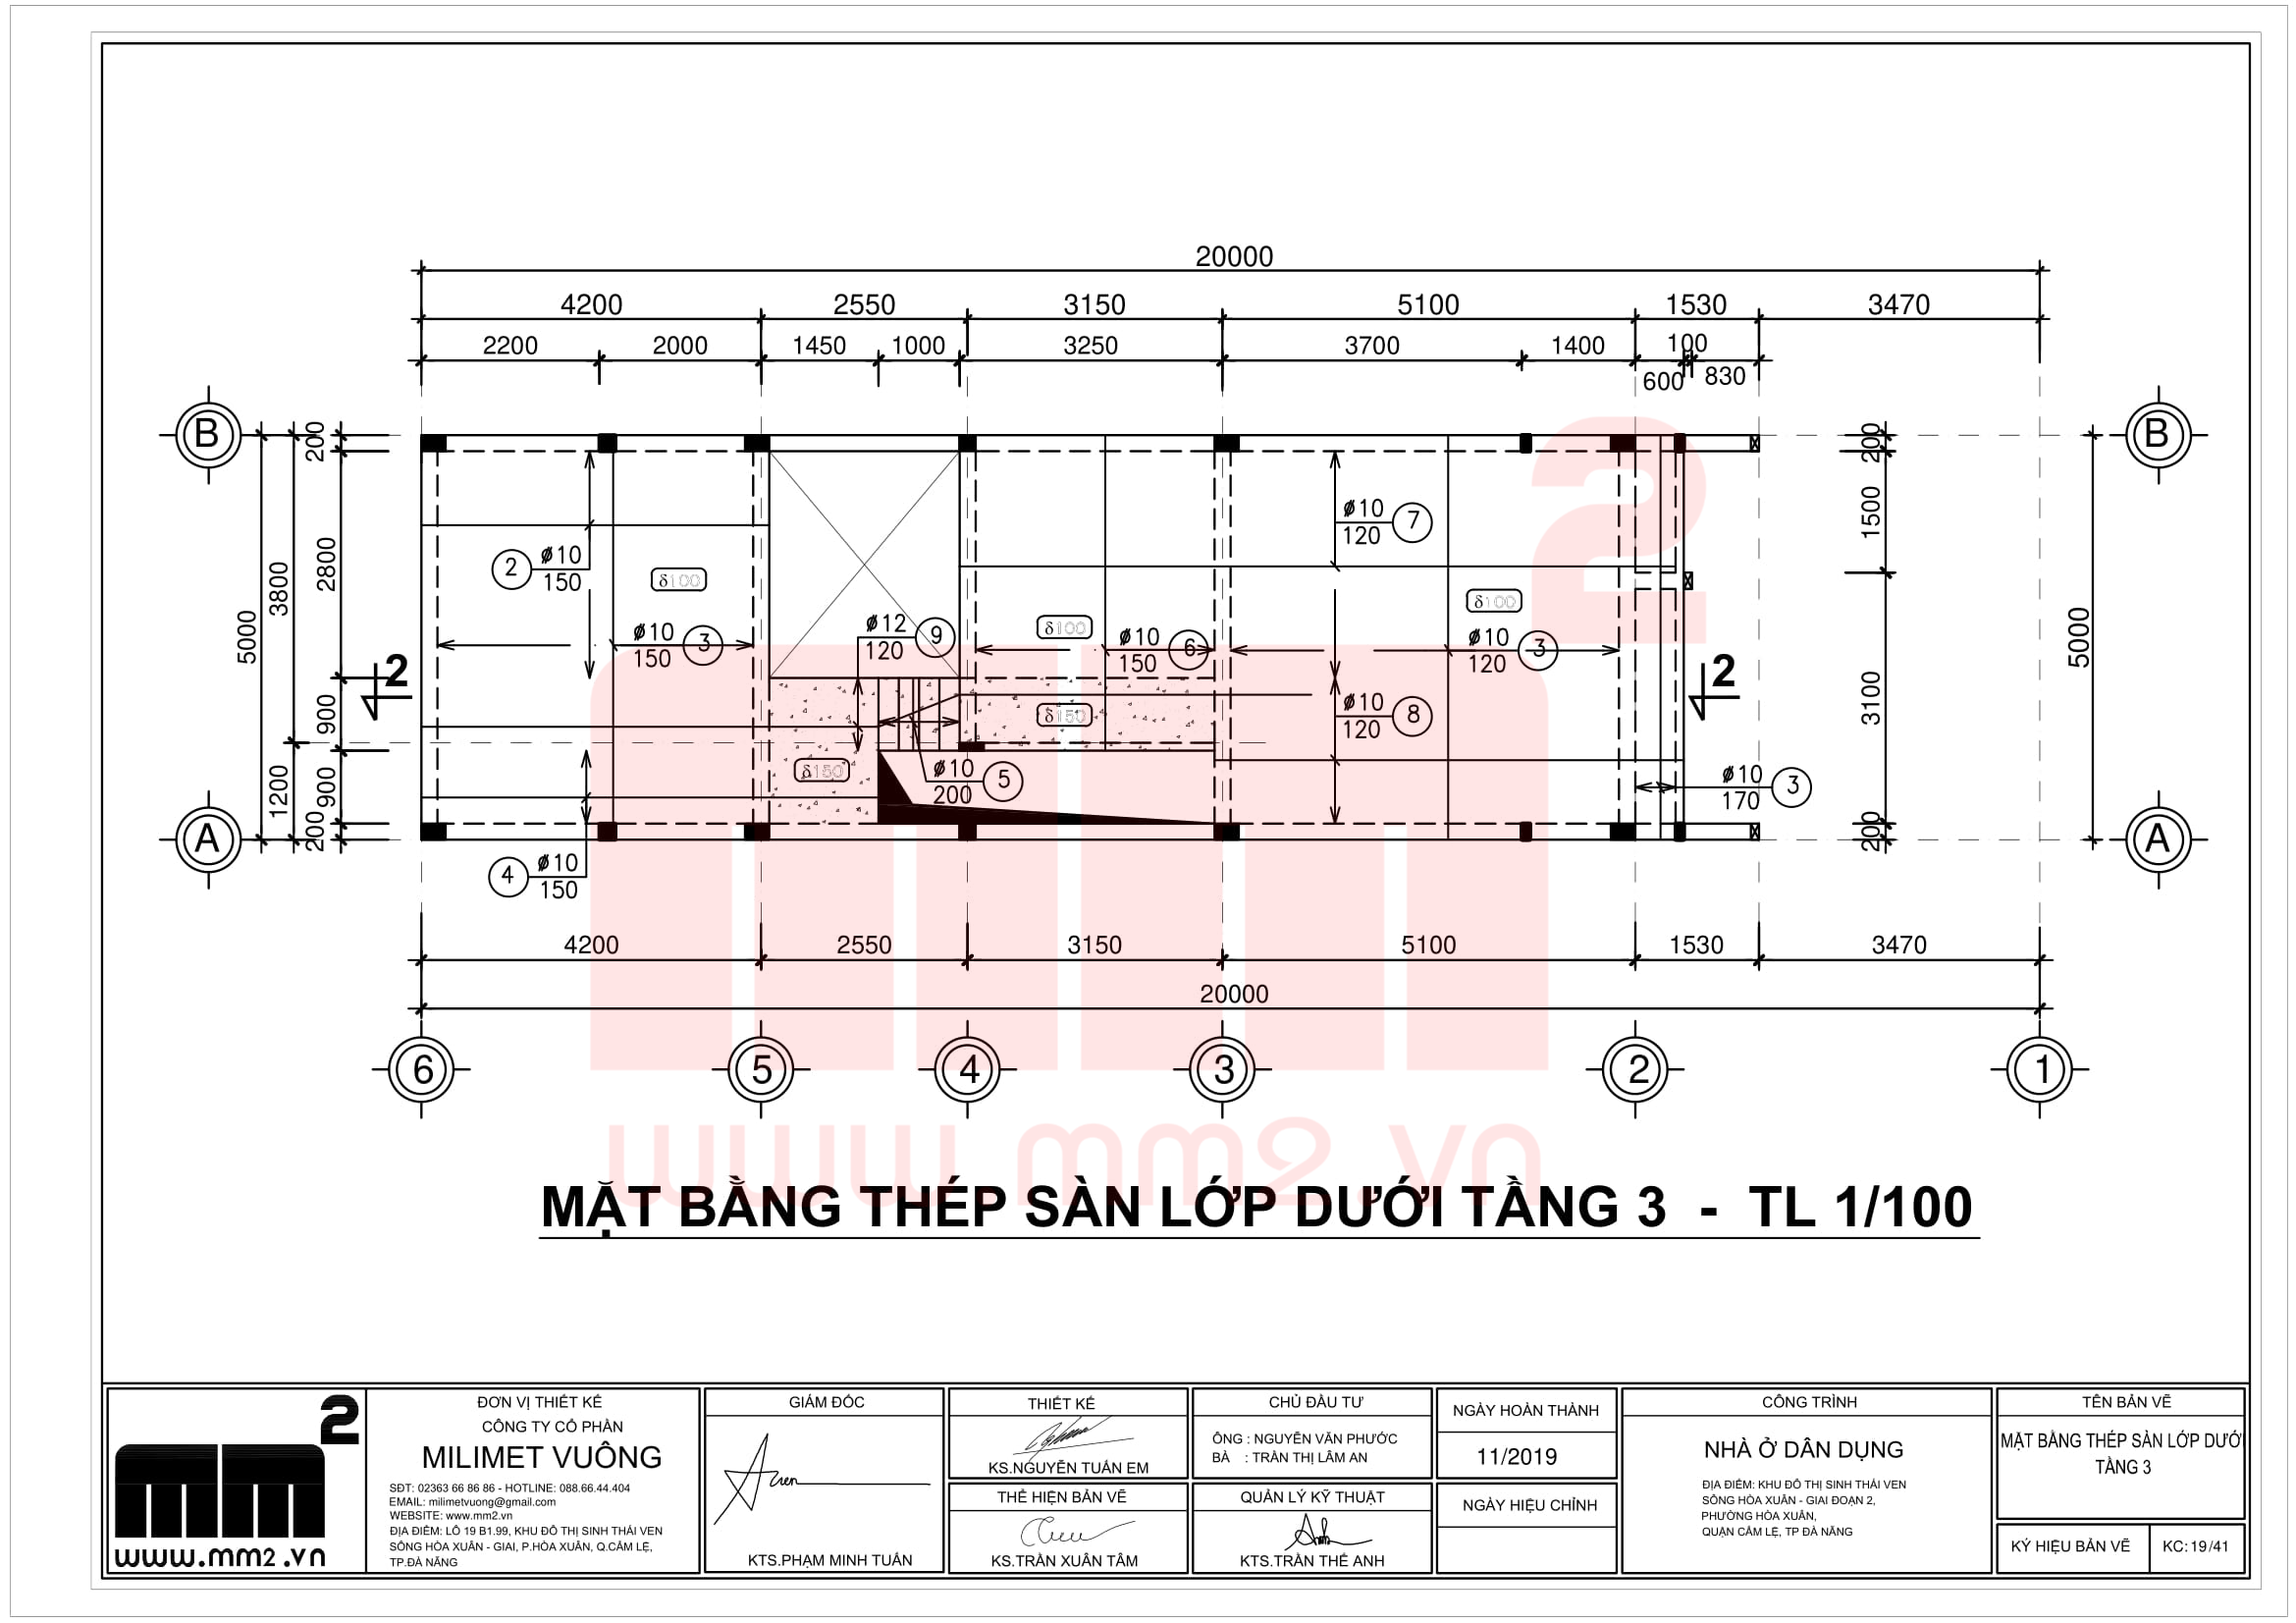 20000
4200 2550 3150 5100 1530 3470
2200 2000 1450 1000 3250 3700 1400 100
600 830
B B
200 200
1500
2800
3800
5000 5000
900
3100
900
1200
200 200
A A
2 ø10
150
δ100
ø10 3
150
ø12 9
120
δ100
ø10 6
150
ø10 7
120
δ100
ø10 3
120
2 2
δ150
ø10 8
120
δ150
ø10 5
200
ø10 3
170
4 ø10
150
4200 2550 3150 5100 1530 3470
20000
6 5 4 3 2 1
mm2
www.mm2.vn
MẶT BẰNG THÉP SÀN LỚP DƯỚI TẦNG 3 - TL 1/100
mm2
www.mm2.vn
ĐƠN VỊ THIẾT KẾ
CÔNG TY CỔ PHẦN
MILIMET VUÔNG
SĐT: 02363 66 86 86 - HOTLINE: 088.66.44.404
EMAIL: milimetvuong@gmail.com
WEBSITE: www.mm2.vn
ĐỊA ĐIỂM: LÔ 19 B1.99, KHU ĐÔ THỊ SINH THÁI VEN
SÔNG HÒA XUÂN - GIAI, P.HÒA XUÂN, Q.CẨM LỆ,
TP.ĐÀ NẴNG
GIÁM ĐỐC
KTS.PHẠM MINH TUẤN
THIẾT KẾ
KS.NGUYỄN TUẤN EM
THỂ HIỆN BẢN VẼ
KS.TRẦN XUÂN TÂM
CHỦ ĐẦU TƯ
ÔNG : NGUYỄN VĂN PHƯỚC
BÀ : TRẦN THỊ LÂM AN
QUẢN LÝ KỸ THUẬT
KTS.TRẦN THẾ ANH
NGÀY HOÀN THÀNH
11/2019
NGÀY HIỆU CHỈNH
CÔNG TRÌNH
NHÀ Ở DÂN DỤNG
ĐỊA ĐIỂM: KHU ĐÔ THỊ SINH THÁI VEN
SÔNG HÒA XUÂN - GIAI ĐOẠN 2,
PHƯỜNG HÒA XUÂN,
QUẬN CẨM LỆ, TP ĐÀ NẴNG
TÊN BẢN VẼ
MẶT BẰNG THÉP SÀN LỚP DƯỚI
TẦNG 3
KÝ HIỆU BẢN VẼ KC: 19/41